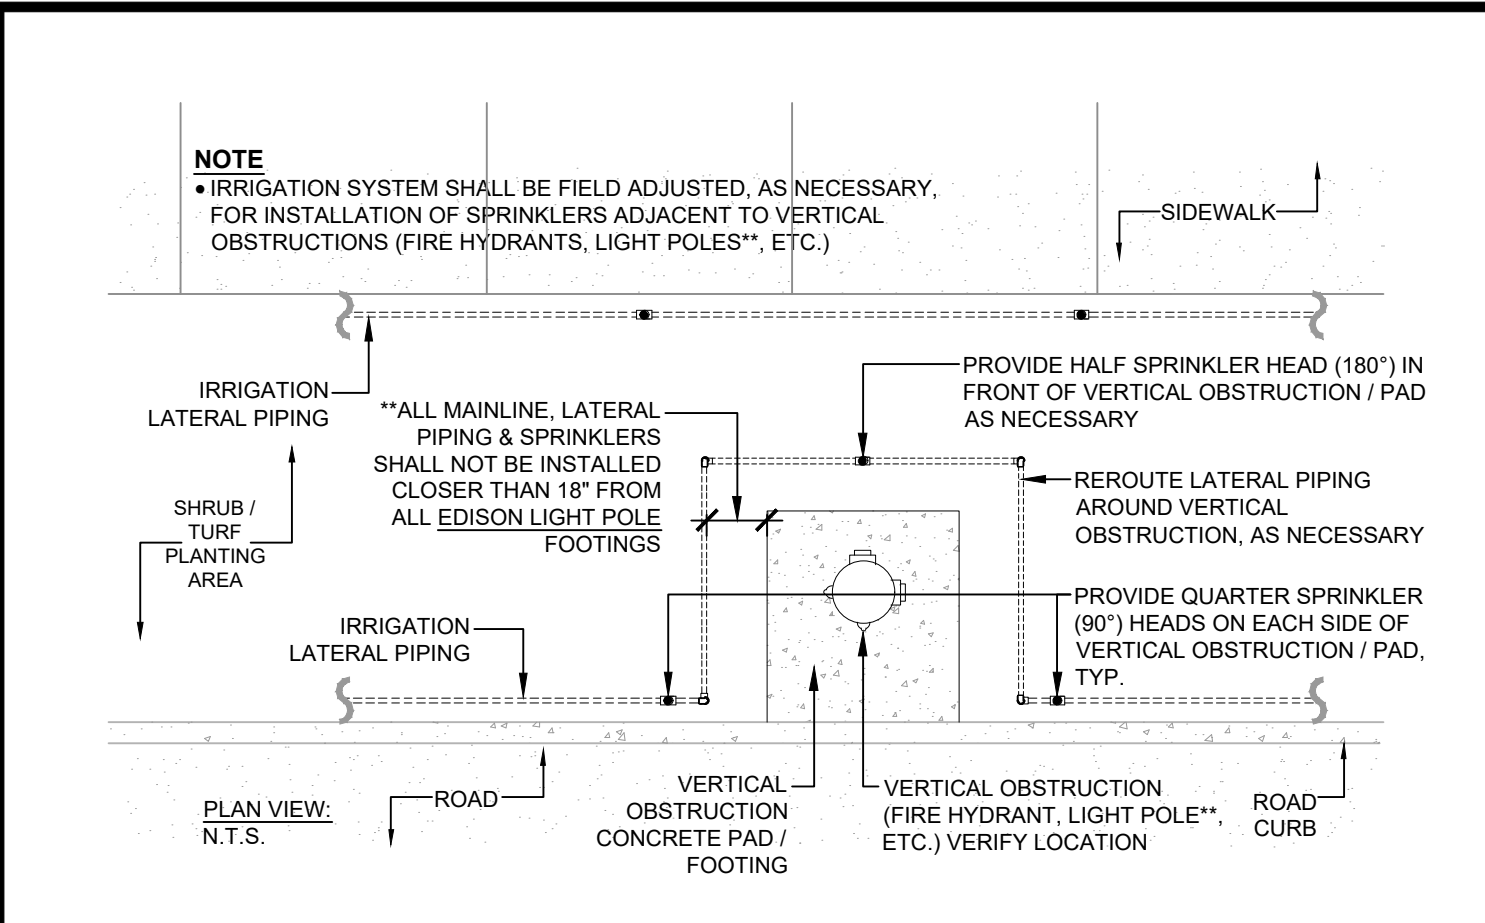 NOTE
• IRRIGATION SYSTEM SHALL BE FIELD ADJUSTED, AS NECESSARY,
FOR INSTALLATION OF SPRINKLERS ADJACENT TO VERTICAL
OBSTRUCTIONS (FIRE HYDRANTS, LIGHT POLES**, ETC.)
SIDEWALK
IRRIGATION
LATERAL PIPING
**ALL MAINLINE, LATERAL
PIPING & SPRINKLERS
SHALL NOT BE INSTALLED
CLOSER THAN 18" FROM
ALL EDISON LIGHT POLE
FOOTINGS
PROVIDE HALF SPRINKLER HEAD (180°) IN
FRONT OF VERTICAL OBSTRUCTION / PAD
AS NECESSARY
REROUTE LATERAL PIPING
AROUND VERTICAL
OBSTRUCTION, AS NECESSARY
SHRUB /
TURF
PLANTING
AREA
PROVIDE QUARTER SPRINKLER
(90°) HEADS ON EACH SIDE OF
VERTICAL OBSTRUCTION / PAD,
TYP.
IRRIGATION
LATERAL PIPING
PLAN VIEW:
N.T.S.
ROAD
VERTICAL
OBSTRUCTION
CONCRETE PAD /
FOOTING
VERTICAL OBSTRUCTION
(FIRE HYDRANT, LIGHT POLE**,
ETC.) VERIFY LOCATION
ROAD
CURB